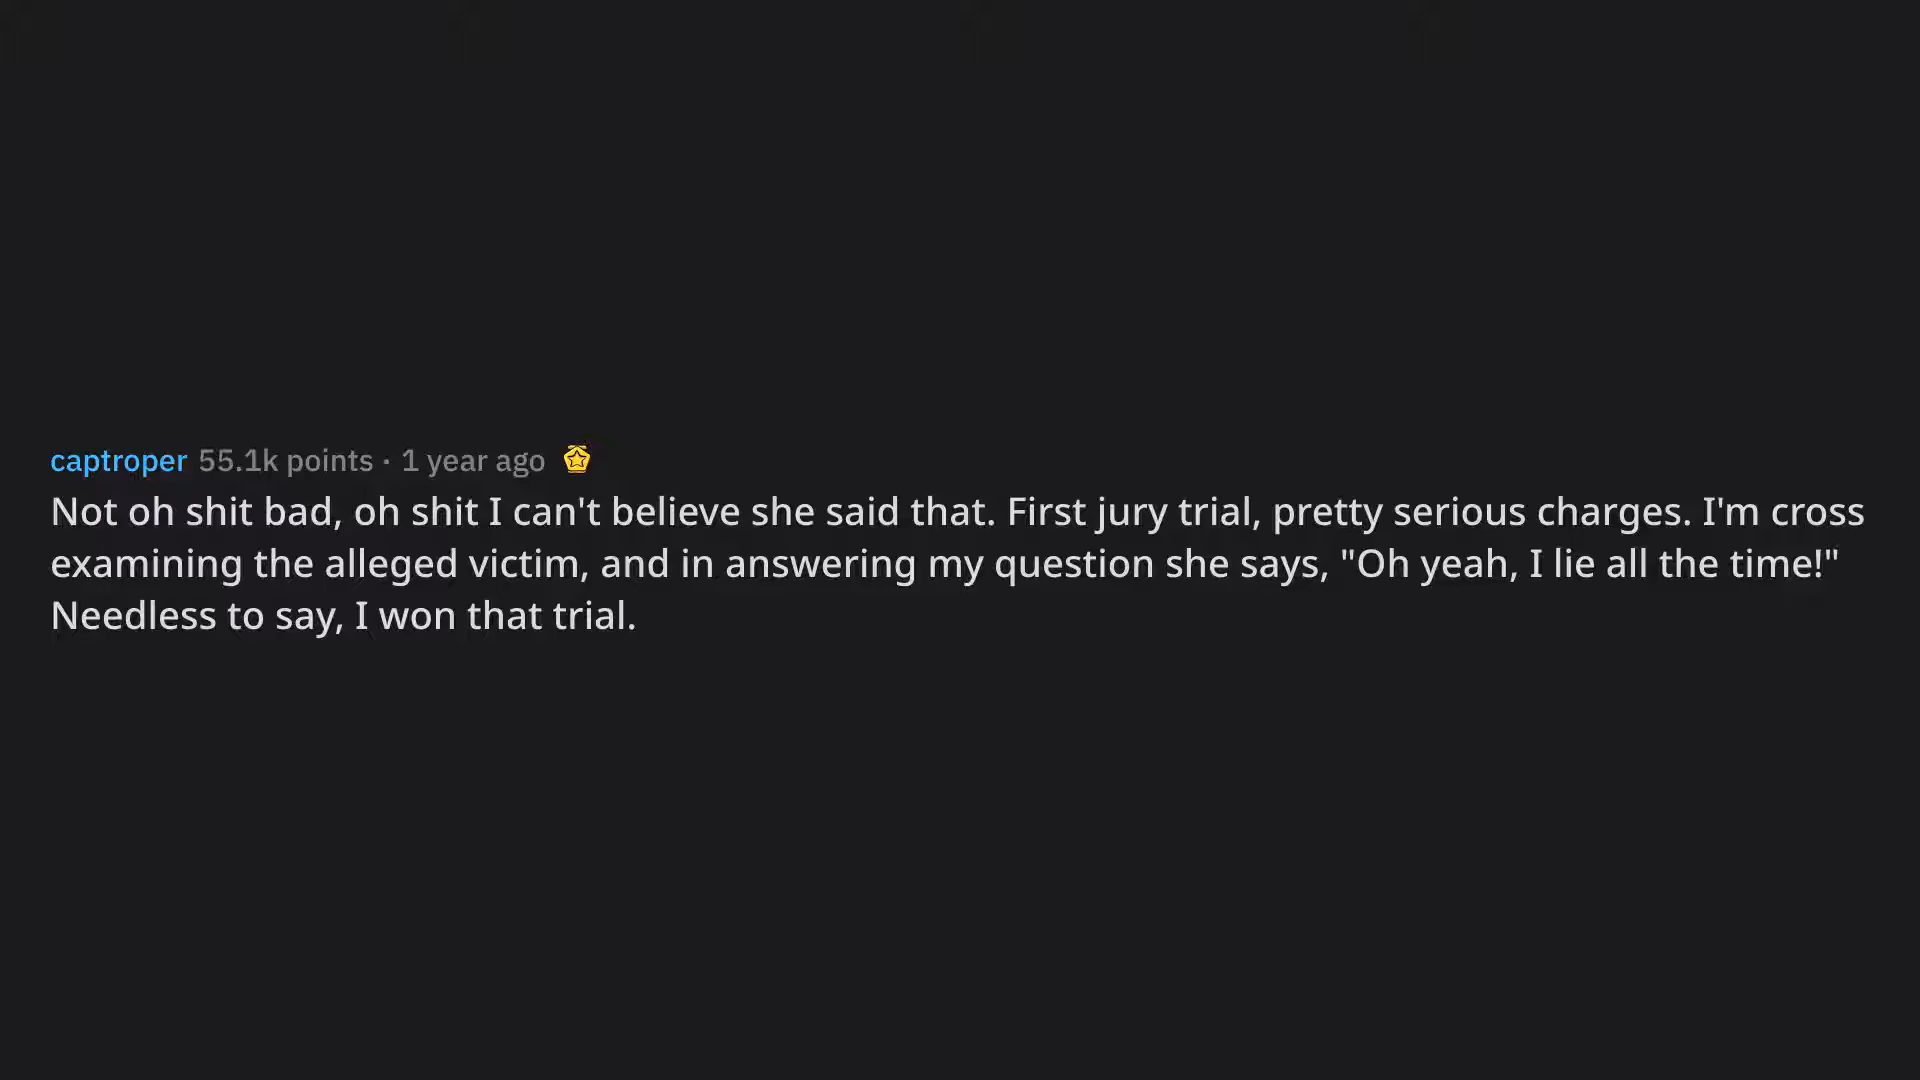 captroper 55.1k points · 1 year ago
Not oh shit bad, oh shit I can't believe she said that. First jury trial, pretty serious charges. I'm cross
examining the alleged victim, and in answering my question she says, "Oh yeah, I lie all the time!"
Needless to say, I won that trial.